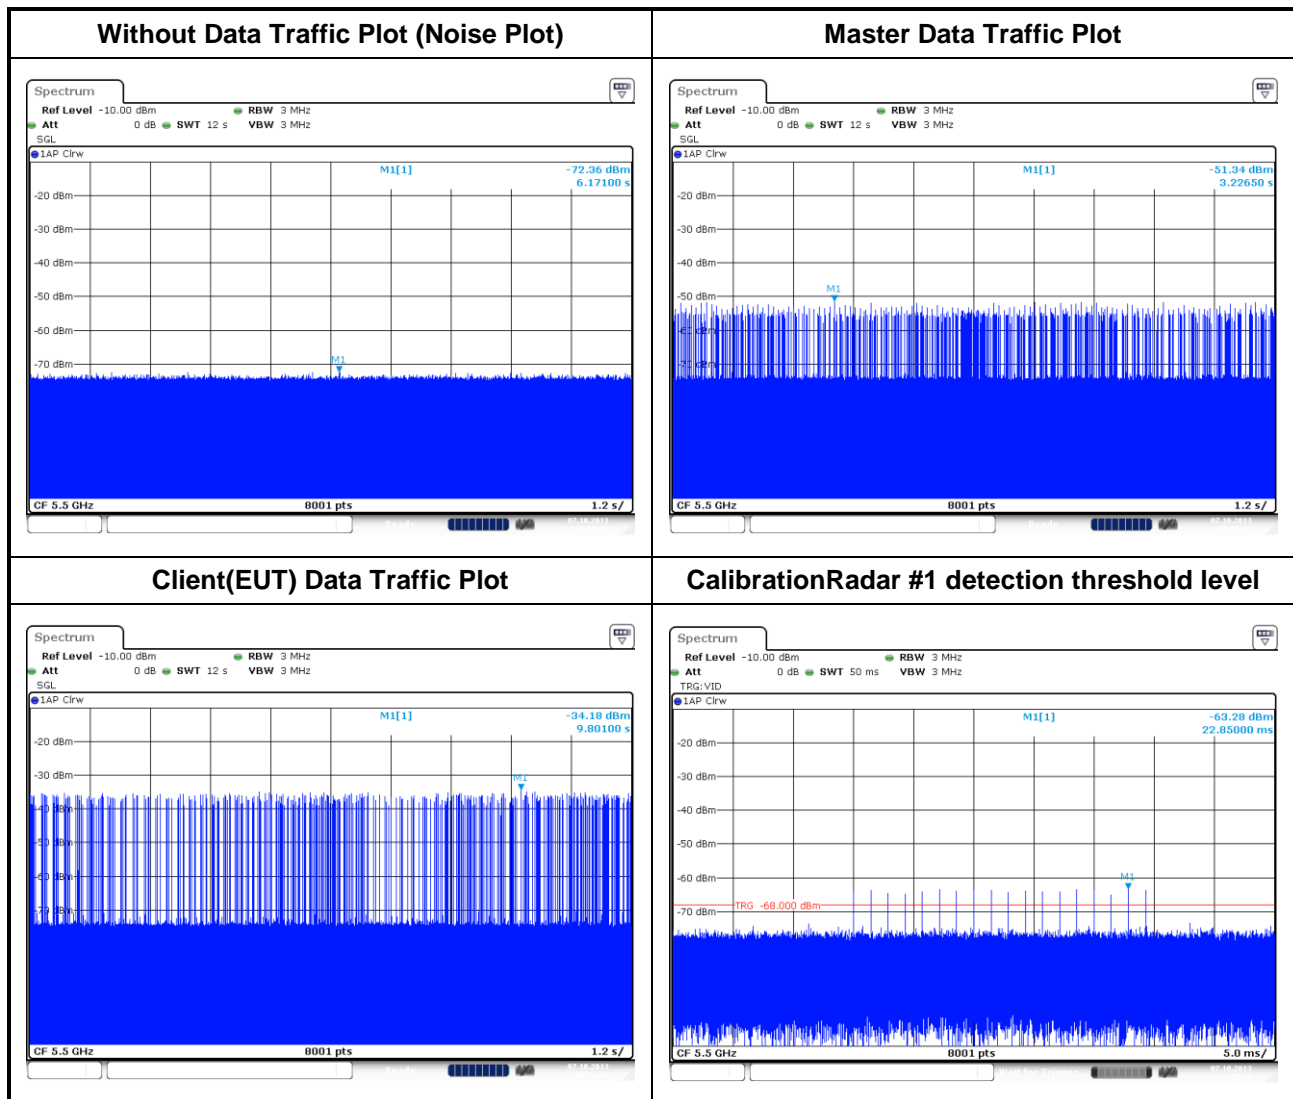 Without Data Traffic Plot (Noise Plot)
Spectrum
Ref Level -10.00 dBm RBW 3 MHz
Att 0 dB SWT 12 s VBW 3 MHz
SGL
1AP Clrw
M1[1] -72.36 dBm
6.17100 s
-20 dBm
-30 dBm
-40 dBm
-50 dBm
-60 dBm
-70 dBm
M1
CF 5.5 GHz 8001 pts 1.2 s/
Master Data Traffic Plot
Spectrum
Ref Level -10.00 dBm RBW 3 MHz
Att 0 dB SWT 12 s VBW 3 MHz
SGL
1AP Clrw
M1[1] -51.34 dBm
3.22650 s
-20 dBm
-30 dBm
-40 dBm
M1
-50 dBm
CF 5.5 GHz 8001 pts 1.2 s/
Client(EUT) Data Traffic Plot
Spectrum
Ref Level -10.00 dBm RBW 3 MHz
Att 0 dB SWT 12 s VBW 3 MHz
SGL
1AP Clrw
M1[1] -34.18 dBm
9.80100 s
-20 dBm
-30 dBm
M1
CF 5.5 GHz 8001 pts 1.2 s/
CalibrationRadar #1 detection threshold level
Spectrum
Ref Level -10.00 dBm RBW 3 MHz
Att 0 dB SWT 50 ms VBW 3 MHz
TRG:VID
1AP Clrw
M1[1] -63.28 dBm
22.85000 ms
-20 dBm
-30 dBm
-40 dBm
-50 dBm
-60 dBm
M1
TRG -68.000 dBm
-70 dBm
CF 5.5 GHz 8001 pts 5.0 ms/